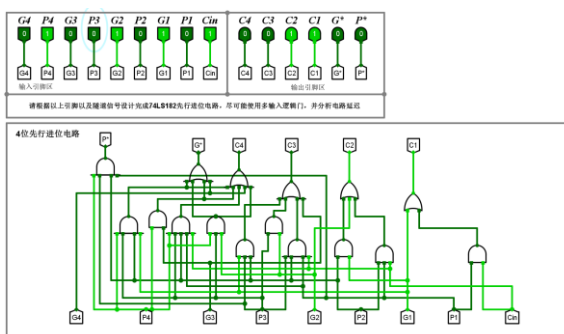 G4 P4 G3 P3 G2 P2 G1 P1 Cin
0 1 0 0 1 0 1 0 1
G4 P4 G3 P3 G2 P2 G1 P1 Cin
输入引脚区
C4 C3 C2 C1 G* P*
0 0 1 1 0 0
C4 C3 C2 C1 G* P*
输出引脚区
请根据以上引脚以及隧道信号设计完成74LS182先行进位电路，尽可能使用多输入逻辑门，并分析电路延迟
4位先行进位电路
P* G* C4 C3 C2 C1
G4 P4 G3 P3 G2 P2 G1 P1 Cin